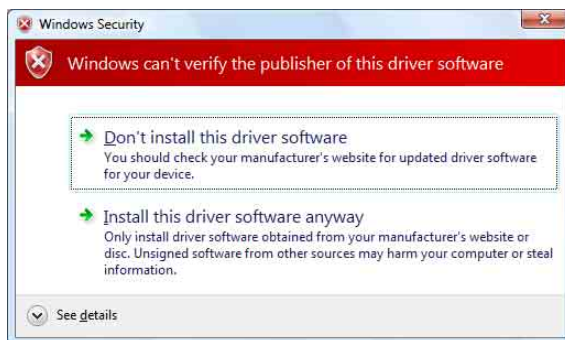 Windows Security
Windows can't verify the publisher of this driver software
Don't install this driver software
You should check your manufacturer's website for updated driver software
for your device.
Install this driver software anyway
Only install driver software obtained from your manufacturer's website or
disc. Unsigned software from other sources may harm your computer or steal
information.
See details